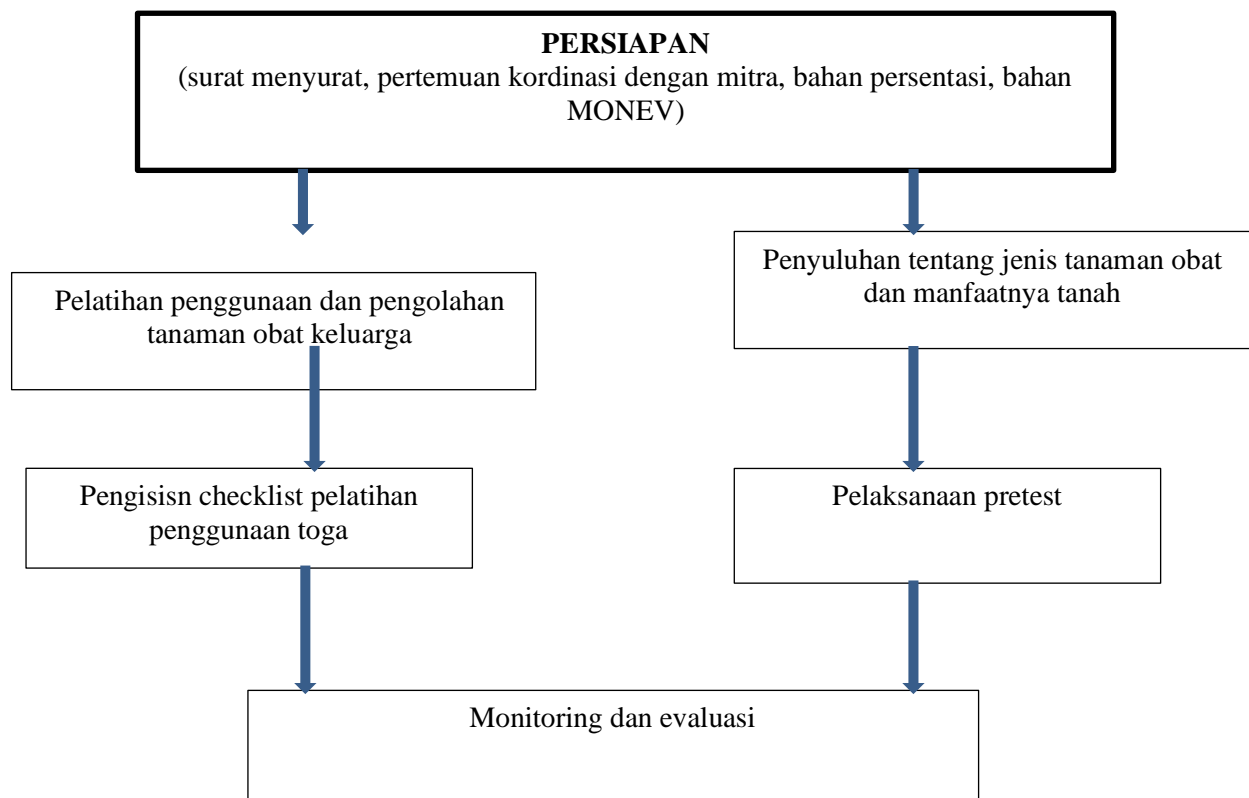 PERSIAPAN
(surat menyurat, pertemuan kordinasi dengan mitra, bahan persentasi, bahan
MONEV)
Pelatihan penggunaan dan pengolahan
tanaman obat keluarga
Penyuluhan tentang jenis tanaman obat
dan manfaatnya tanah
Pengisisn checklist pelatihan
penggunaan toga
Pelaksanaan pretest
Monitoring dan evaluasi